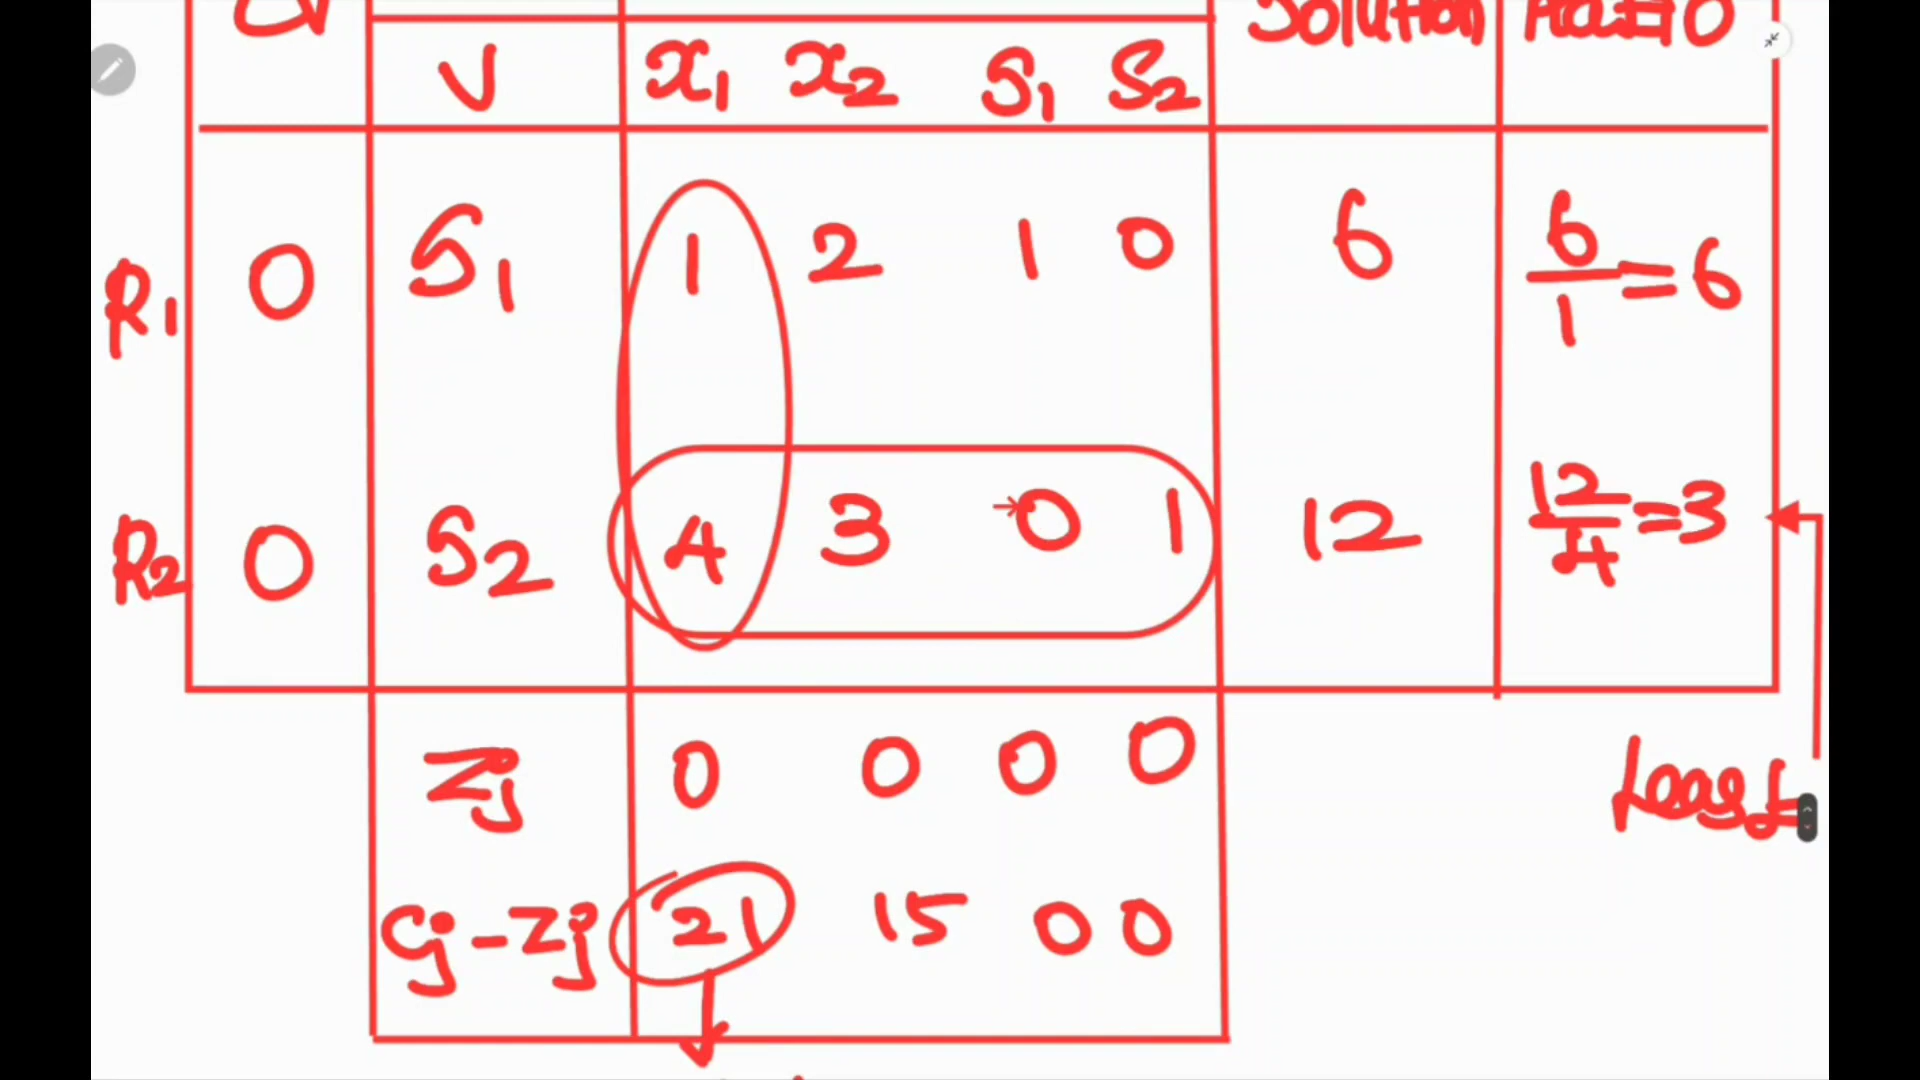 Solution Ratio
V x₁ x₂ S₁ S₂
R₁ 0 S₁ 1 2 1 0 6 6/1=6
R₂ 0 S₂ 4 3 0 1 12 12/4=3
Zj 0 0 0 0
Least
Cj-Zj 21 15 0 0